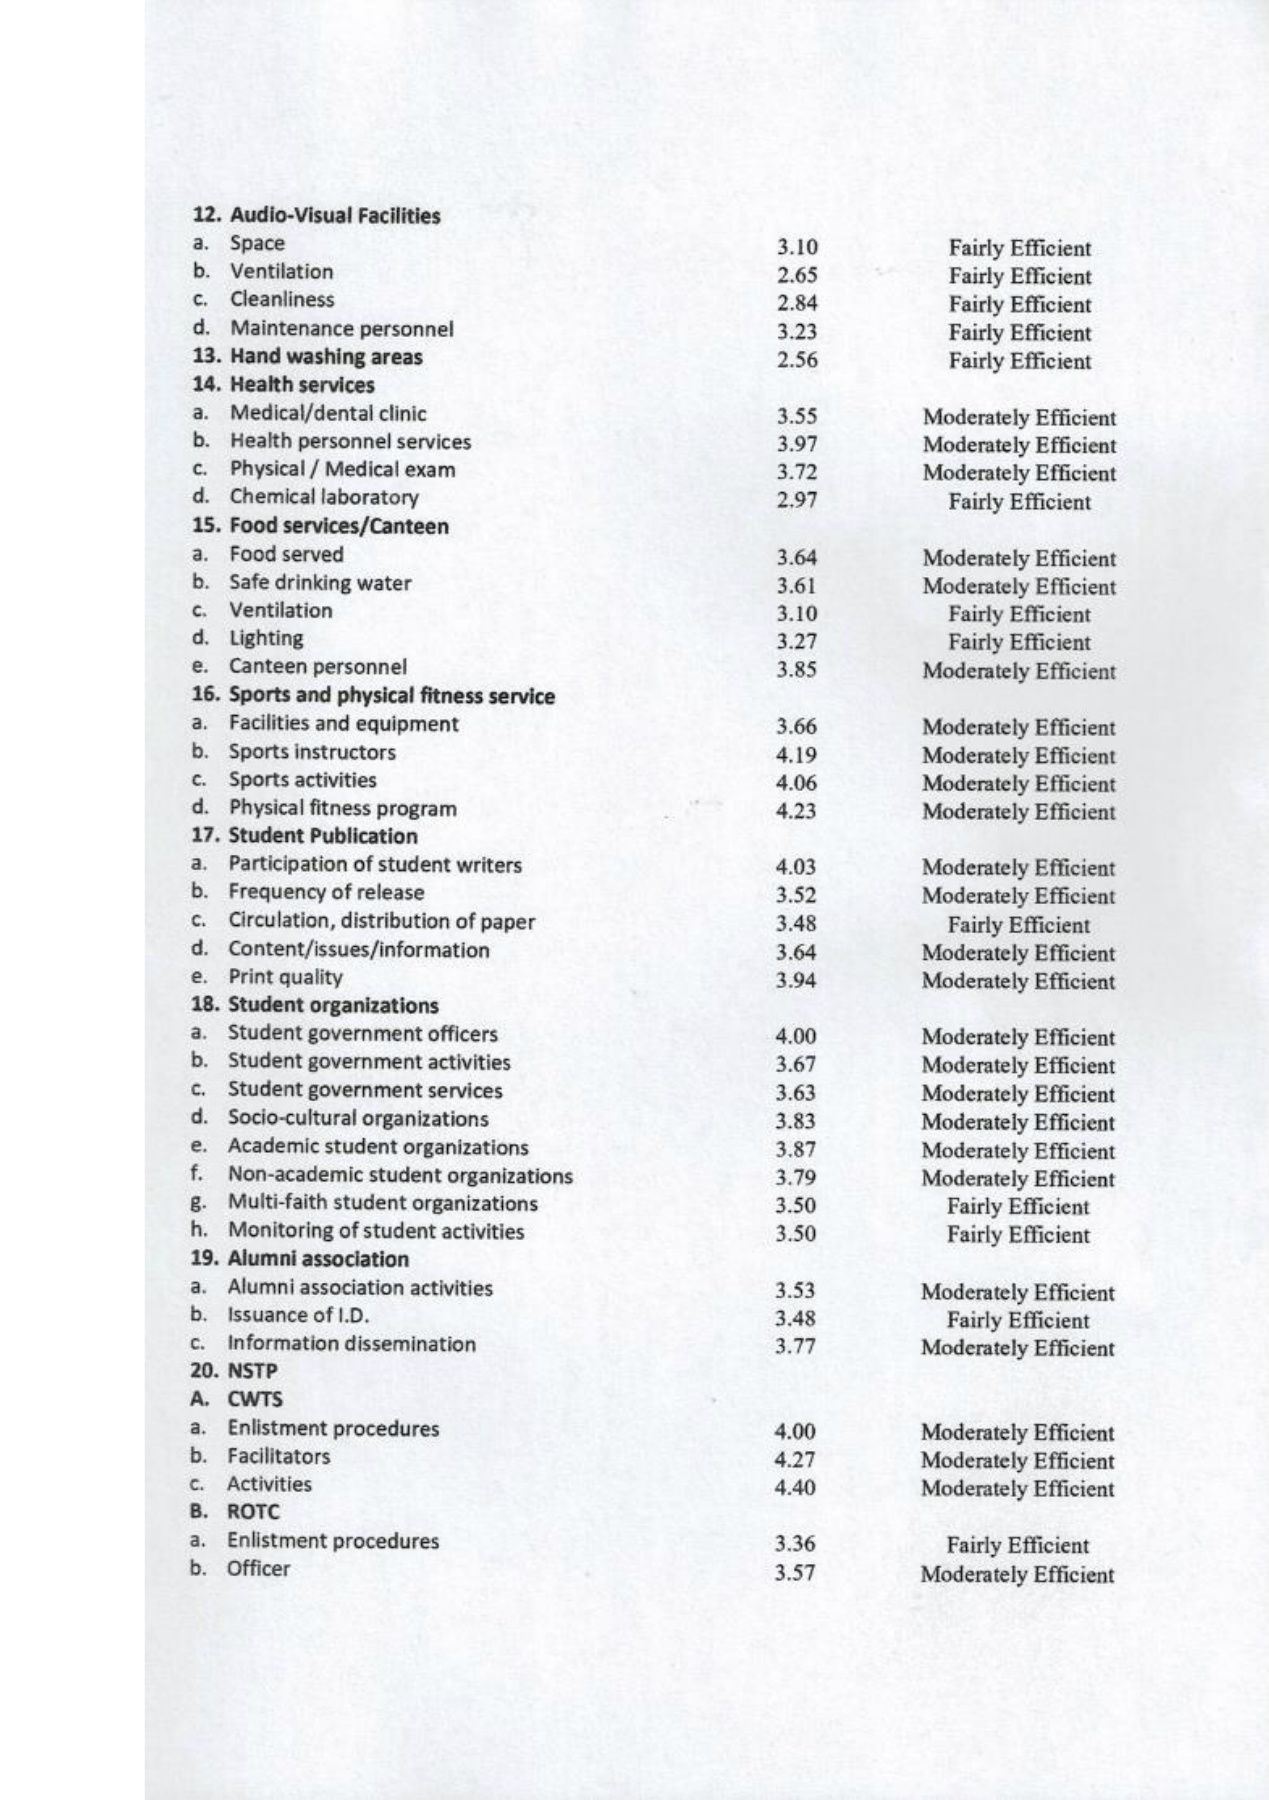 12. Audio-Visual Facilities
a. Space 3.10 Fairly Efficient
b. Ventilation 2.65 Fairly Efficient
c. Cleanliness 2.84 Fairly Efficient
d. Maintenance personnel 3.23 Fairly Efficient
13. Hand washing areas 2.56 Fairly Efficient
14. Health services
a. Medical/dental clinic 3.55 Moderately Efficient
b. Health personnel services 3.97 Moderately Efficient
c. Physical / Medical exam 3.72 Moderately Efficient
d. Chemical laboratory 2.97 Fairly Efficient
15. Food services/Canteen
a. Food served 3.64 Moderately Efficient
b. Safe drinking water 3.61 Moderately Efficient
c. Ventilation 3.10 Fairly Efficient
d. Lighting 3.27 Fairly Efficient
e. Canteen personnel 3.85 Moderately Efficient
16. Sports and physical fitness service
a. Facilities and equipment 3.66 Moderately Efficient
b. Sports instructors 4.19 Moderately Efficient
c. Sports activities 4.06 Moderately Efficient
d. Physical fitness program 4.23 Moderately Efficient
17. Student Publication
a. Participation of student writers 4.03 Moderately Efficient
b. Frequency of release 3.52 Moderately Efficient
c. Circulation, distribution of paper 3.48 Fairly Efficient
d. Content/issues/information 3.64 Moderately Efficient
e. Print quality 3.94 Moderately Efficient
18. Student organizations
a. Student government officers 4.00 Moderately Efficient
b. Student government activities 3.67 Moderately Efficient
c. Student government services 3.63 Moderately Efficient
d. Socio-cultural organizations 3.83 Moderately Efficient
e. Academic student organizations 3.87 Moderately Efficient
f. Non-academic student organizations 3.79 Moderately Efficient
g. Multi-faith student organizations 3.50 Fairly Efficient
h. Monitoring of student activities 3.50 Fairly Efficient
19. Alumni association
a. Alumni association activities 3.53 Moderately Efficient
b. Issuance of I.D. 3.48 Fairly Efficient
c. Information dissemination 3.77 Moderately Efficient
20. NSTP
A. CWTS
a. Enlistment procedures 4.00 Moderately Efficient
b. Facilitators 4.27 Moderately Efficient
c. Activities 4.40 Moderately Efficient
B. ROTC
a. Enlistment procedures 3.36 Fairly Efficient
b. Officer 3.57 Moderately Efficient